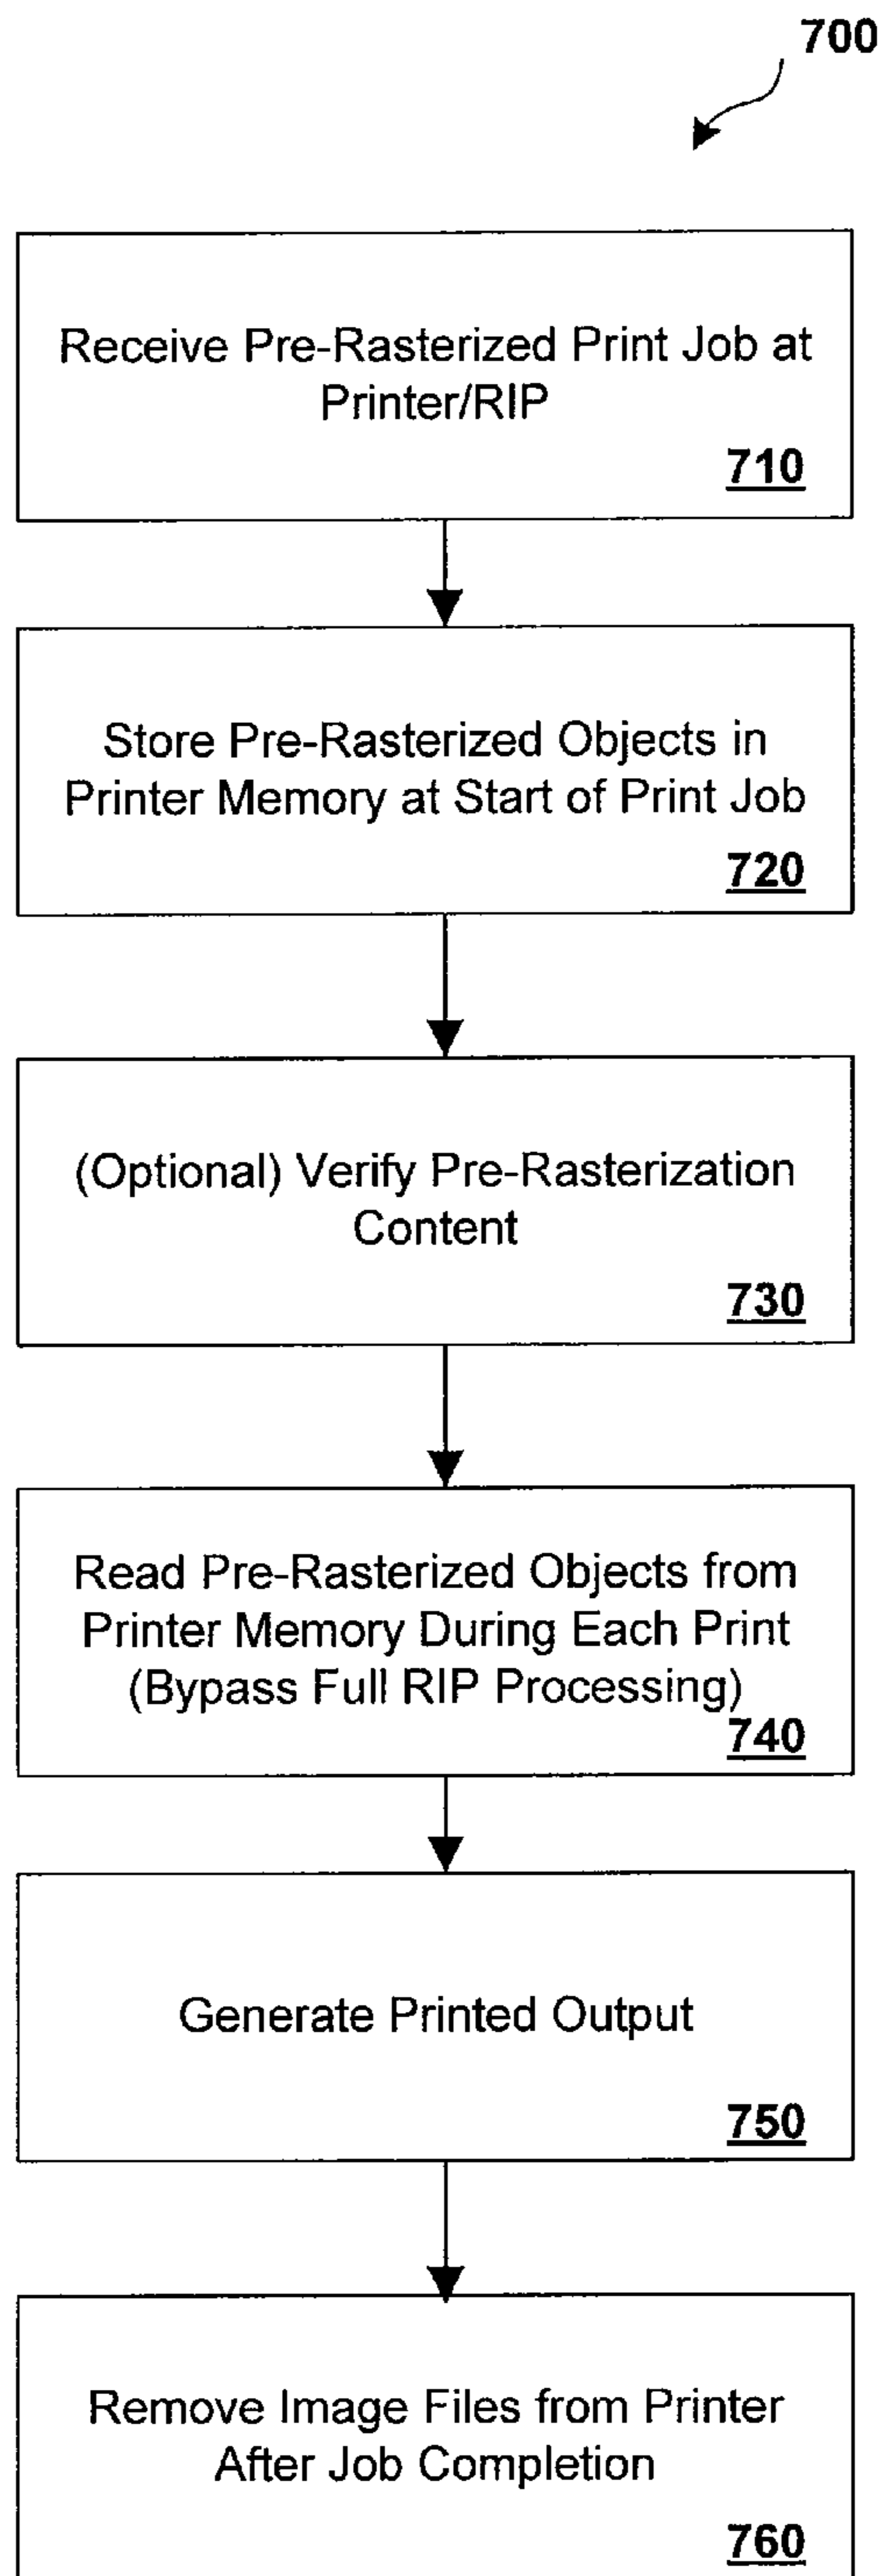 700
Receive Pre-Rasterized Print Job at
Printer/RIP
710
Store Pre-Rasterized Objects in
Printer Memory at Start of Print Job
720
(Optional) Verify Pre-Rasterization
Content
730
Read Pre-Rasterized Objects from
Printer Memory During Each Print
(Bypass Full RIP Processing)
740
Generate Printed Output
750
Remove Image Files from Printer
After Job Completion
760